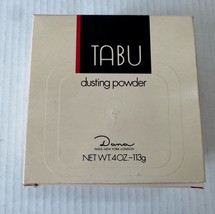 TABU
dusting powder
Dana
PARIS, NEW YORK, LONDON
NET WT. 4 OZ. - 113g